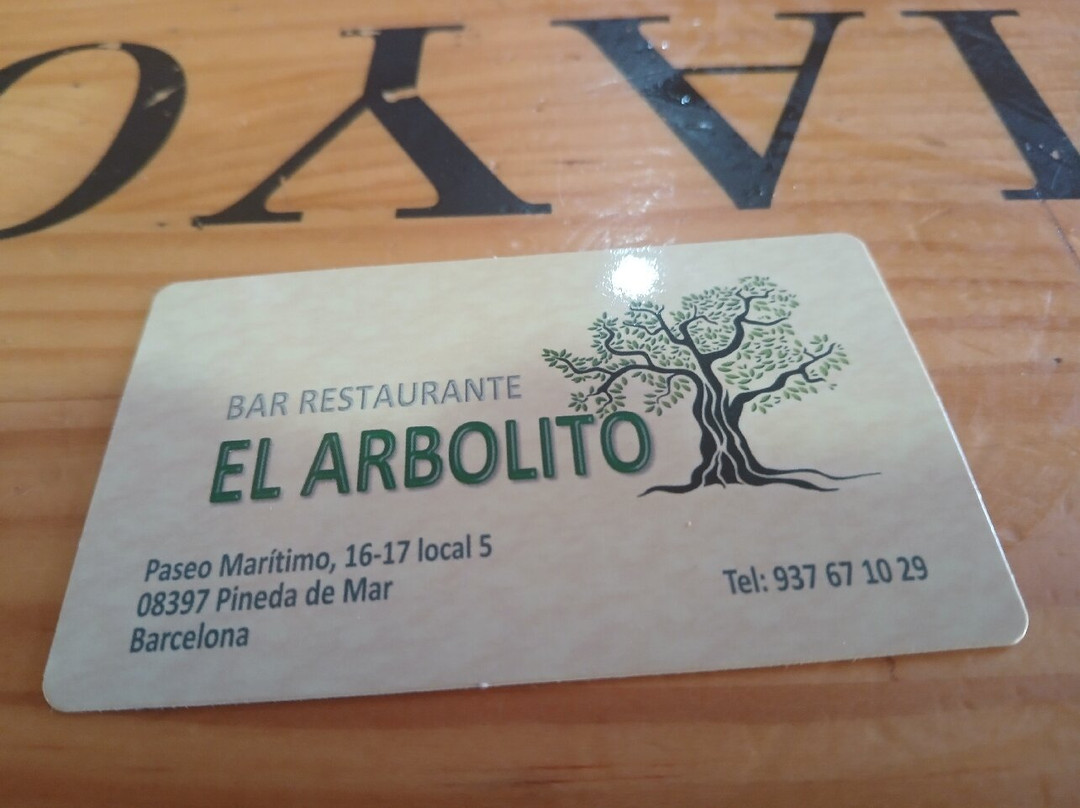 BAR RESTAURANTE
EL ARBOLITO
Paseo Marítimo, 16-17 local 5
08397 Pineda de Mar
Barcelona
Tel: 937 67 10 29